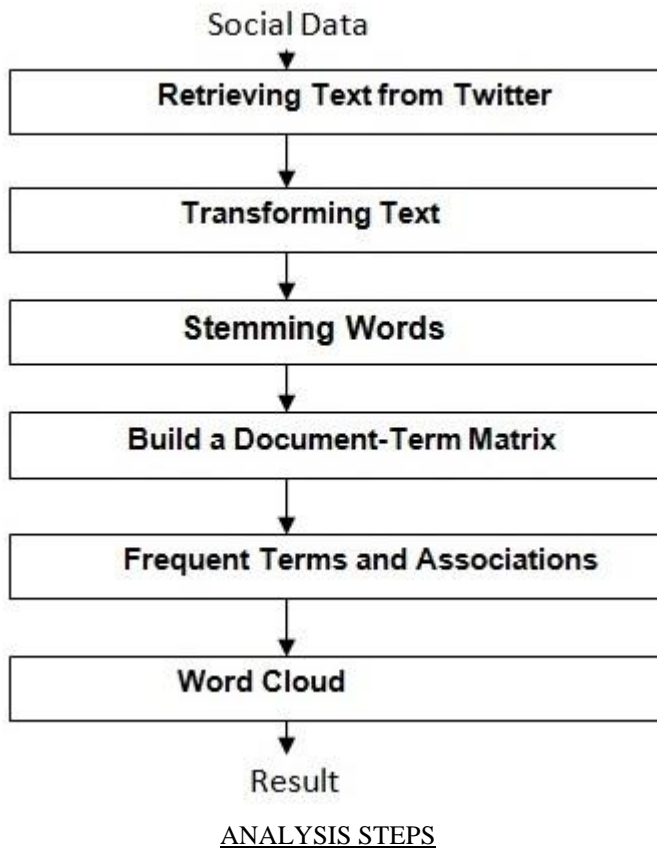 Social Data
Retrieving Text from Twitter
Transforming Text
Stemming Words
Build a Document-Term Matrix
Frequent Terms and Associations
Word Cloud
Result
ANALYSIS STEPS